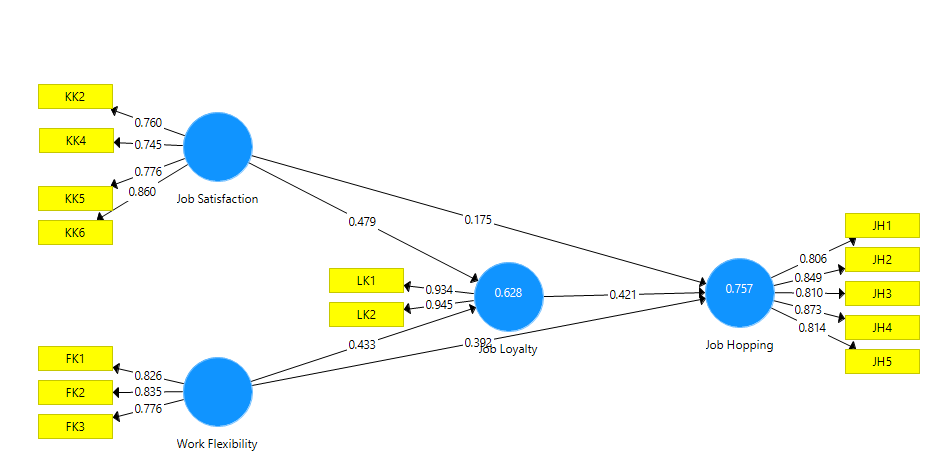 KK2
0.760
KK4
0.745
0.776
KK5
0.860
KK6
Job Satisfaction
0.479
0.175
LK1
0.934
LK2
0.945
0.628
Job Loyalty
0.421
0.433
0.392
FK1
0.826
FK2
0.835
FK3
0.776
Work Flexibility
0.757
Job Hopping
JH1
0.806
JH2
0.849
JH3
0.810
JH4
0.873
JH5
0.814